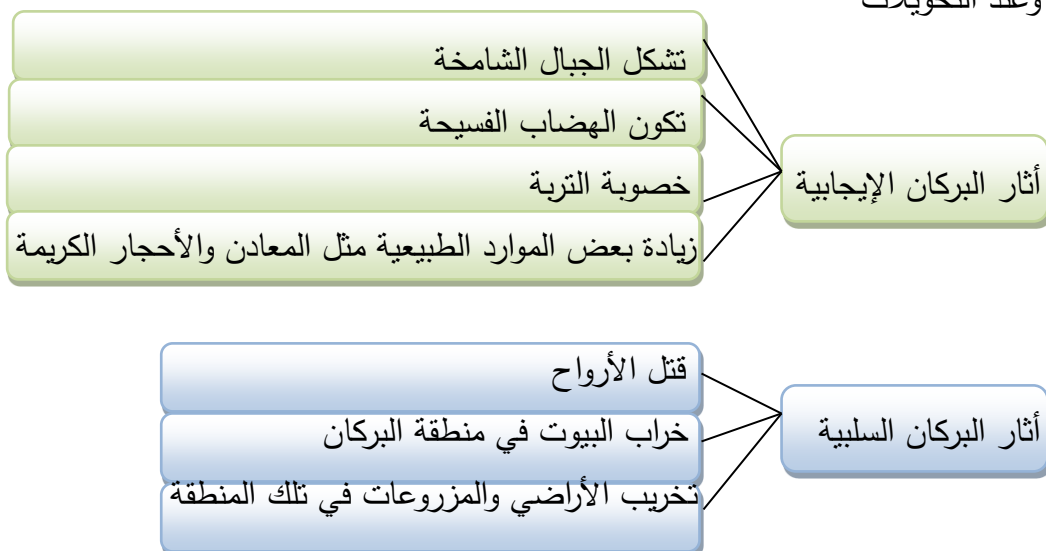 وعند التحويلات
أثار البركان الإيجابية
تشكل الجبال الشامخة
تكون الهضاب الفسيحة
خصوبة التربة
زيادة بعض الموارد الطبيعية مثل المعادن والأحجار الكريمة
أثار البركان السلبية
قتل الأرواح
خراب البيوت في منطقة البركان
تخريب الأراضي والمزروعات في تلك المنطقة